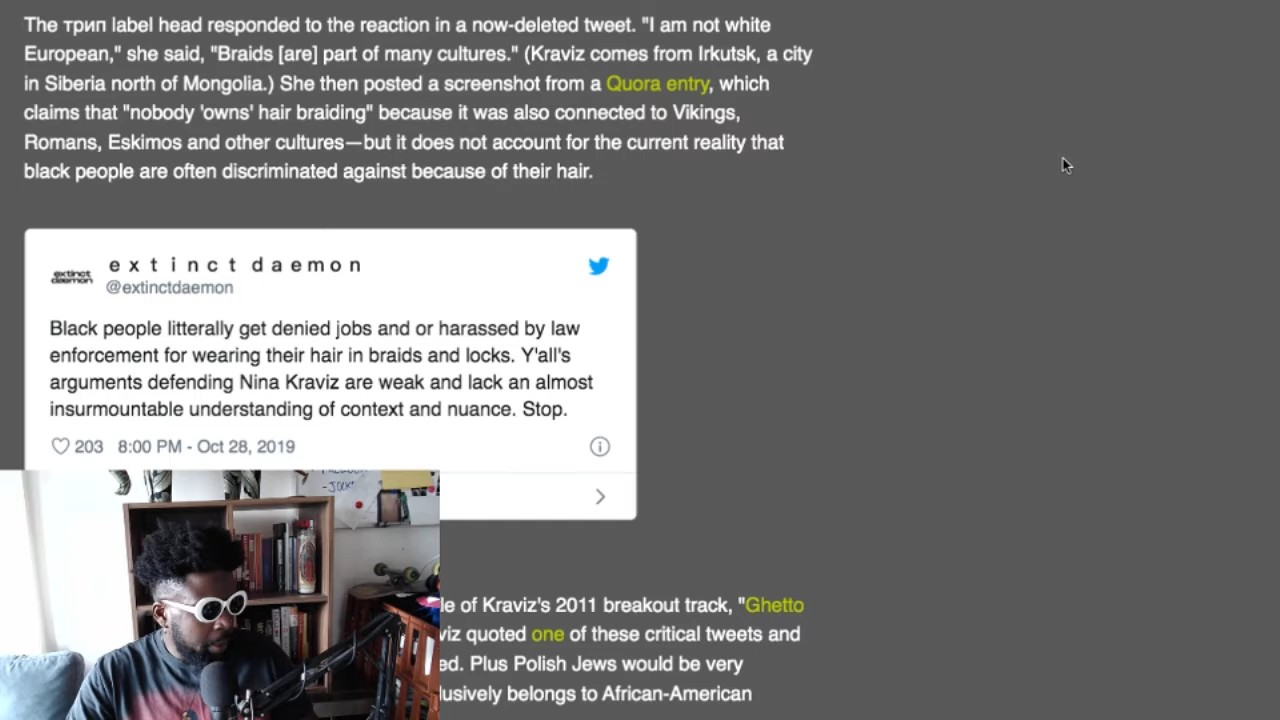 The трип label head responded to the reaction in a now-deleted tweet. "I am not white
European," she said, "Braids [are] part of many cultures." (Kraviz comes from Irkutsk, a city
in Siberia north of Mongolia.) She then posted a screenshot from a Quora entry, which
claims that "nobody 'owns' hair braiding" because it was also connected to Vikings,
Romans, Eskimos and other cultures—but it does not account for the current reality that
black people are often discriminated against because of their hair.
extinct
daemon
e x t i n c t d a e m o n
@extinctdaemon
Black people litterally get denied jobs and or harassed by law
enforcement for wearing their hair in braids and locks. Y'all's
arguments defending Nina Kraviz are weak and lack an almost
insurmountable understanding of context and nuance. Stop.
203 8:00 PM - Oct 28, 2019
of Kraviz's 2011 breakout track, "Ghetto
quoted one of these critical tweets and
Plus Polish Jews would be very
belongs to African-American